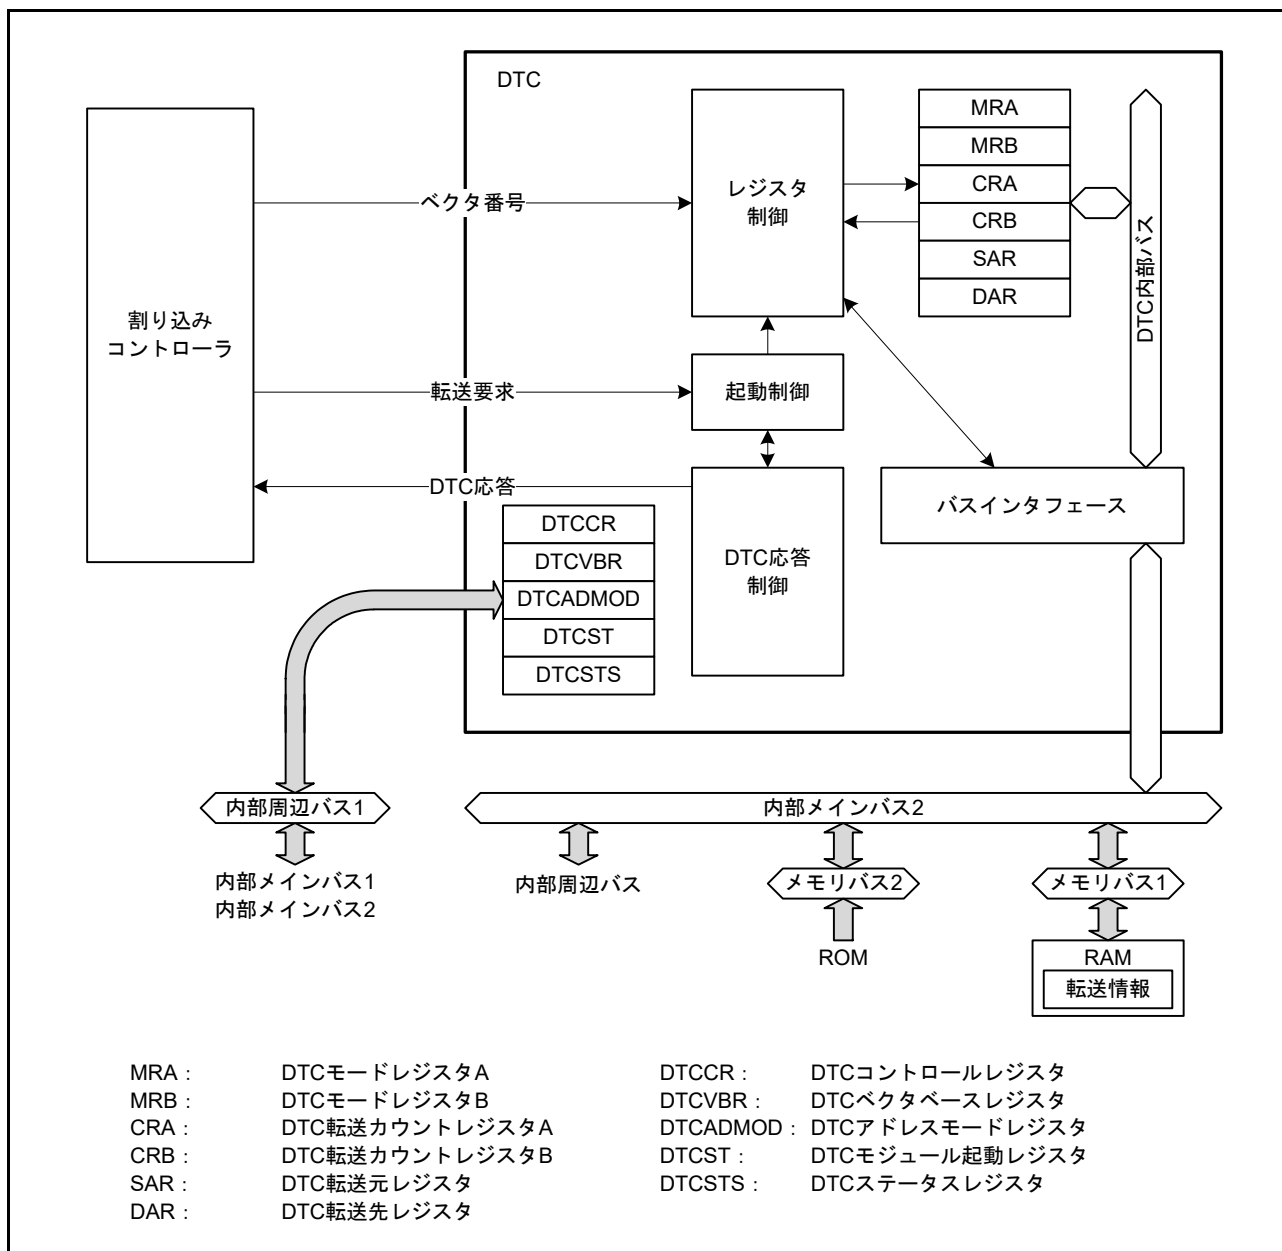 DTC
MRA
MRB
CRA
CRB
SAR
DAR
レジスタ
制御
ベクタ番号
DTC内部バス
割り込み
コントローラ
転送要求
起動制御
DTC応答
バスインタフェース
DTCCR
DTCVBR
DTCADMOD
DTCST
DTCSTS
DTC応答
制御
内部周辺バス1
内部メインバス2
内部メインバス1
内部メインバス2
内部周辺バス
メモリバス2
メモリバス1
ROM
RAM
転送情報
MRA： DTCモードレジスタA
MRB： DTCモードレジスタB
CRA： DTC転送カウントレジスタA
CRB： DTC転送カウントレジスタB
SAR： DTC転送元レジスタ
DAR： DTC転送先レジスタ
DTCCR： DTCコントロールレジスタ
DTCVBR： DTCベクタベースレジスタ
DTCADMOD： DTCアドレスモードレジスタ
DTCST： DTCモジュール起動レジスタ
DTCSTS： DTCステータスレジスタ